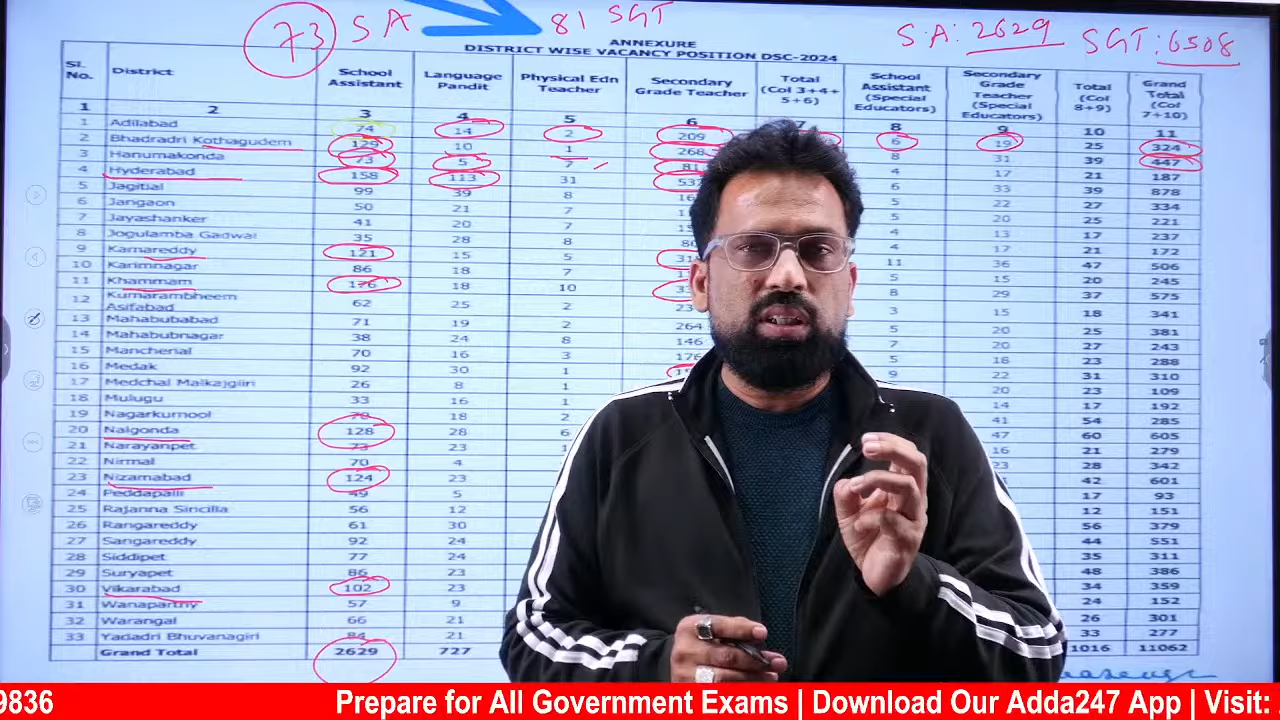 73 SA
81 SGT
S.A: 2629 SGT: 6508
ANNEXURE
DISTRICT WISE VACANCY POSITION DSC-2024
Sl. No. District School Assistant Language Pandit Physical Edn Teacher Secondary Grade Teacher Total (Col 3+4+5+6) School Assistant (Special Educators) Secondary Grade Teacher (Special Educators) Total (Col 8+9) Grand Total (Col 7+10)
1 2 3 4 5 6 7 8 9 10 11
1 Adilabad 74 14 2 209 6 19 25 324
2 Bhadradri Kothagudem 129 10 1 268 8 31 39 447
3 Hanumakonda 73 5 7 81 4 17 21 187
4 Hyderabad 158 113 31 6 33 39 878
5 Jagitial 99 39 8 5 22 27 334
6 Jangaon 50 21 7 5 20 25 221
7 Jayashanker 41 20 7 4 13 17 237
8 Jogulamba Gadwal 35 28 8 4 17 21 172
9 Kamareddy 121 15 5 11 36 47 506
10 Karimnagar 86 18 7 5 15 20 245
11 Khammam 176 18 10 8 29 37 575
12 Kumarambheem Asifabad 62 25 2 3 15 18 341
13 Mahabubabad 71 19 2 264 5 20 25 381
14 Mahabubnagar 38 24 8 146 7 20 27 243
15 Mancherial 70 16 3 176 5 18 23 288
16 Medak 92 30 1 9 22 31 310
17 Medchal Malkajgiri 26 8 1 20 23 109
18 Mulugu 33 16 1 14 17 192
19 Nagarkurnool 78 18 2 41 54 285
20 Nalgonda 128 28 6 47 60 605
21 Narayanpet 73 23 16 21 279
22 Nirmal 70 4 23 28 342
23 Nizamabad 124 23 42 601
24 Peddapalli 49 5 17 93
25 Rajanna Sircilla 56 12 12 151
26 Rangareddy 61 30 56 379
27 Sangareddy 92 24 44 551
28 Siddipet 77 24 35 311
29 Suryapet 86 23 48 386
30 Vikarabad 102 23 34 359
31 Wanaparthy 57 9 24 152
32 Warangal 66 21 26 301
33 Yadadri Bhuvanagiri 84 21 33 277
Grand Total 2629 727 1016 11062
9836 Prepare for All Government Exams | Download Our Adda247 App | Visit: